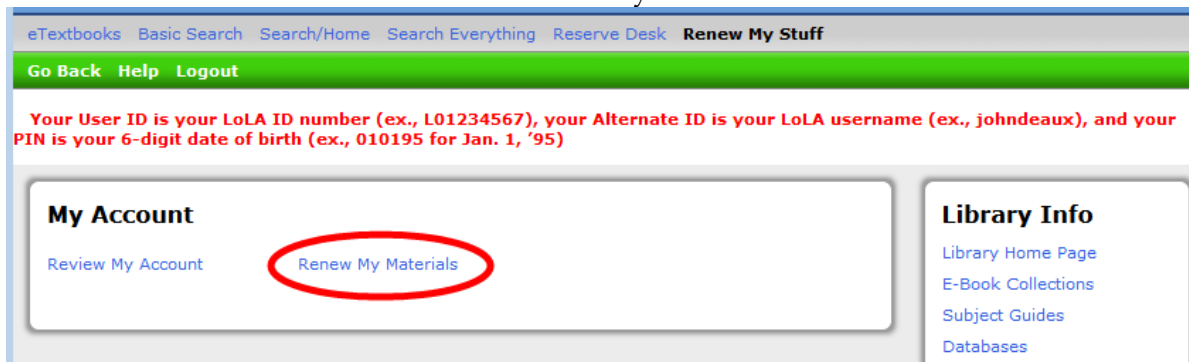 eTextbooks Basic Search Search/Home Search Everything Reserve Desk Renew My Stuff
Go Back Help Logout
Your User ID is your LoLA ID number (ex., L01234567), your Alternate ID is your LoLA username (ex., johndeaux), and your
PIN is your 6-digit date of birth (ex., 010195 for Jan. 1, ’95)
My Account
Review My Account Renew My Materials
Library Info
Library Home Page
E-Book Collections
Subject Guides
Databases